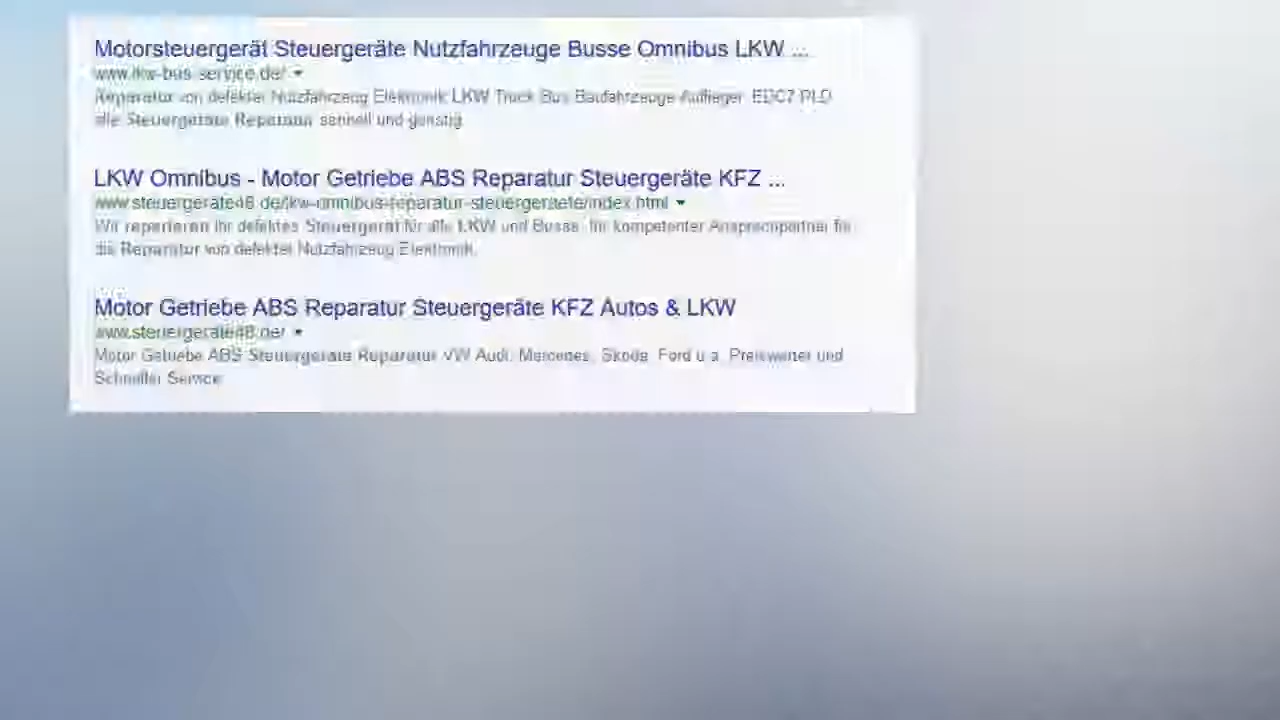 Motorsteuergerät Steuergeräte Nutzfahrzeuge Busse Omnibus LKW ...
www.lkw-bus-service.de/
Reparatur von defekter Nutzfahrzeug Elektronik LKW Truck Bus Baufahrzeuge Auflieger EDC7 PLD
alle Steuergeräte Reparatur schnell und günstig
LKW Omnibus - Motor Getriebe ABS Reparatur Steuergeräte KFZ ...
www.steuergeräte48.de/lkw-omnibus-reparatur-steuergeraete/index.html
Wir reparieren Ihr defektes Steuergerät für alle LKW und Busse. Ihr kompetenter Ansprechpartner für
die Reparatur von defekter Nutzfahrzeug Elektronik.
Motor Getriebe ABS Reparatur Steuergeräte KFZ Autos & LKW
www.steuergeräte48.de/
Motor Getriebe ABS Steuergeräte Reparatur VW Audi, Mercedes, Skoda, Ford u.a. Preiswerter und
Schneller Service